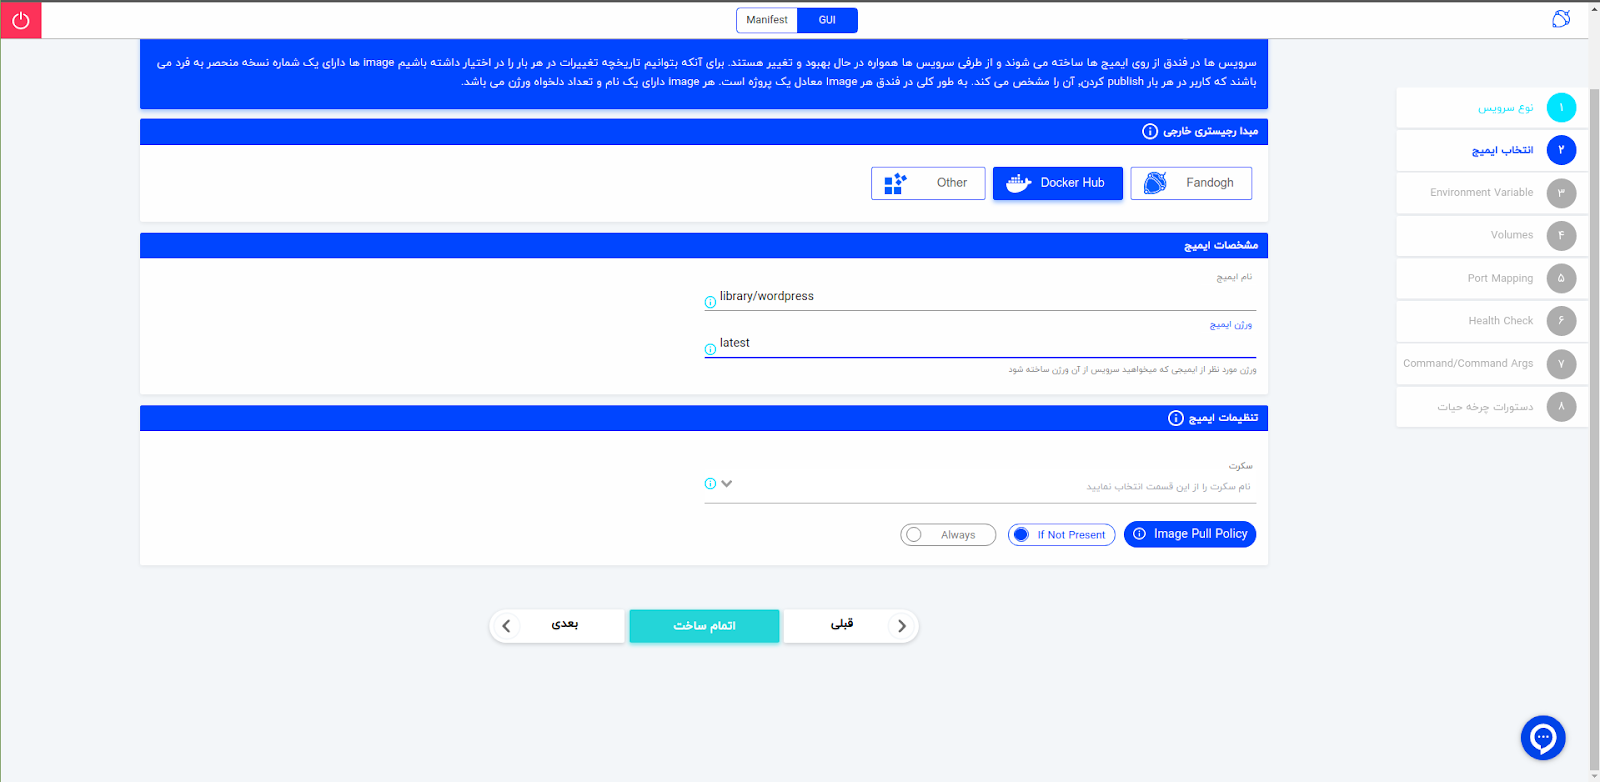 Manifest
GUI
سرویس ها در فندق از روی ایمیج ها ساخته می شوند و از طرفی سرویس ها همواره در حال بهبود و تغییر هستند. برای آنکه بتوانیم تاریخچه تغییرات در هر بار را در اختیار داشته باشیم image ها دارای یک شماره نسخه منحصر به فرد می
باشند که کاربر در هر بار publish کردن, آن را مشخص می کند. به طور کلی در فندق هر Image معادل یک پروژه است. هر image دارای یک نام و تعداد دلخواه ورژن می باشد.
۱ نوع سرویس
۲ انتخاب ایمیج
۳ Environment Variable
۴ Volumes
۵ Port Mapping
۶ Health Check
۷ Command/Command Args
۸ دستورات چرخه حیات
مبدا رجیستری خارجی
Fandogh
Docker Hub
Other
مشخصات ایمیج
نام ایمیج
library/wordpress
ورژن ایمیج
latest
ورژن مورد نظر از ایمیجی که میخواهید سرویس از آن ورژن ساخته شود
تنظیمات ایمیج
سکرت
نام سکرت را از این قسمت انتخاب نمایید
Image Pull Policy
If Not Present
Always
قبلی
اتمام ساخت
بعدی